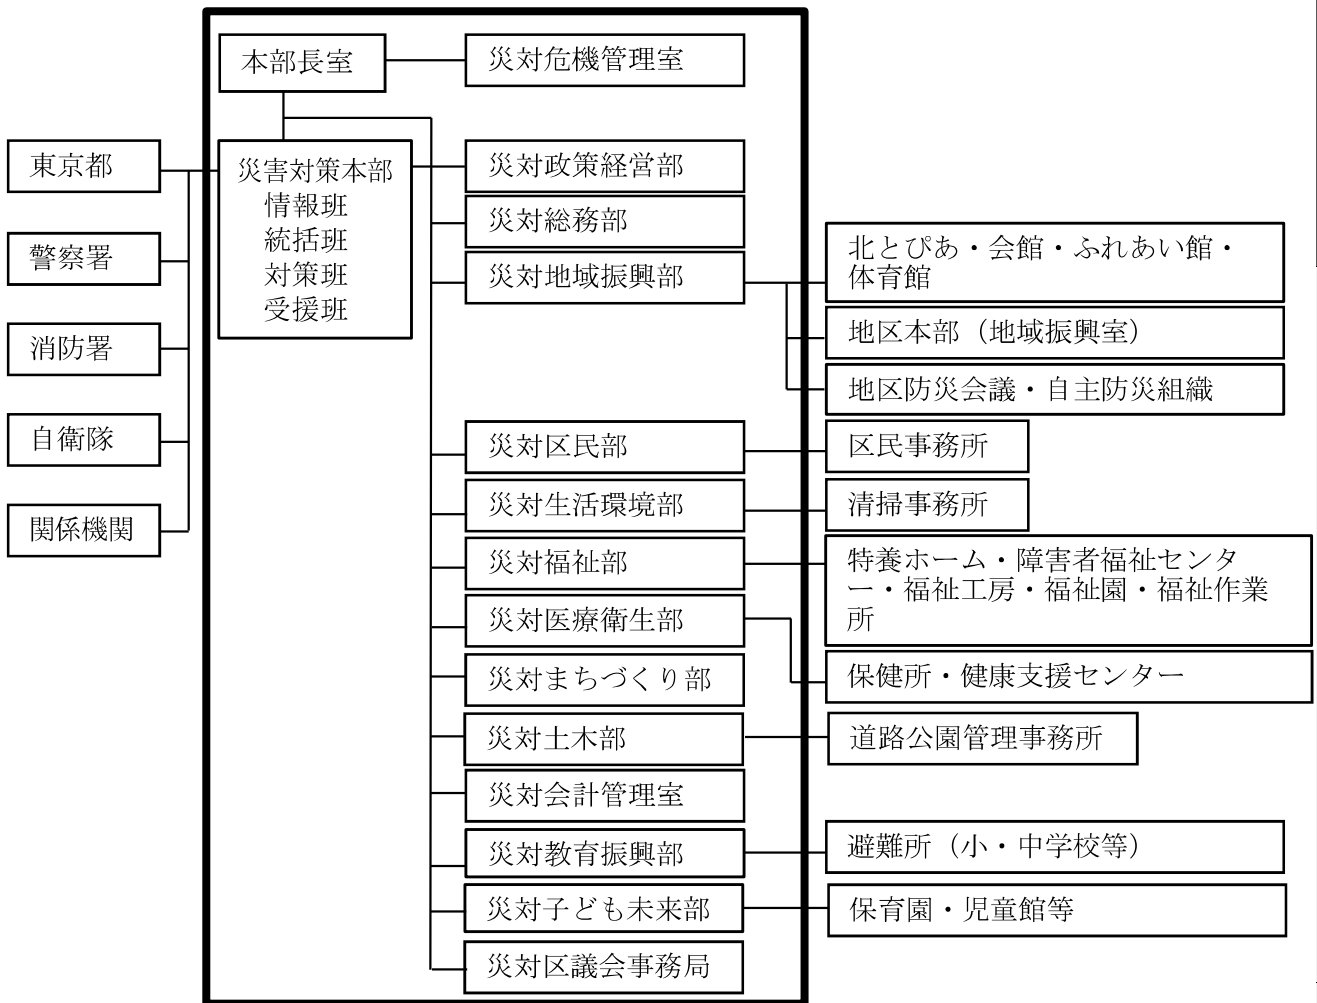 本部長室
災対危機管理室
東京都
警察署
消防署
自衛隊
関係機関
災害対策本部
情報班
統括班
対策班
受援班
災対政策経営部
災対総務部
災対地域振興部
北とぴあ・会館・ふれあい館・
体育館
地区本部（地域振興室）
地区防災会議・自主防災組織
災対区民部
区民事務所
災対生活環境部
清掃事務所
災対福祉部
特養ホーム・障害者福祉センタ
ー・福祉工房・福祉園・福祉作業
所
災対医療衛生部
保健所・健康支援センター
災対まちづくり部
災対土木部
道路公園管理事務所
災対会計管理室
災対教育振興部
避難所（小・中学校等）
災対子ども未来部
保育園・児童館等
災対区議会事務局